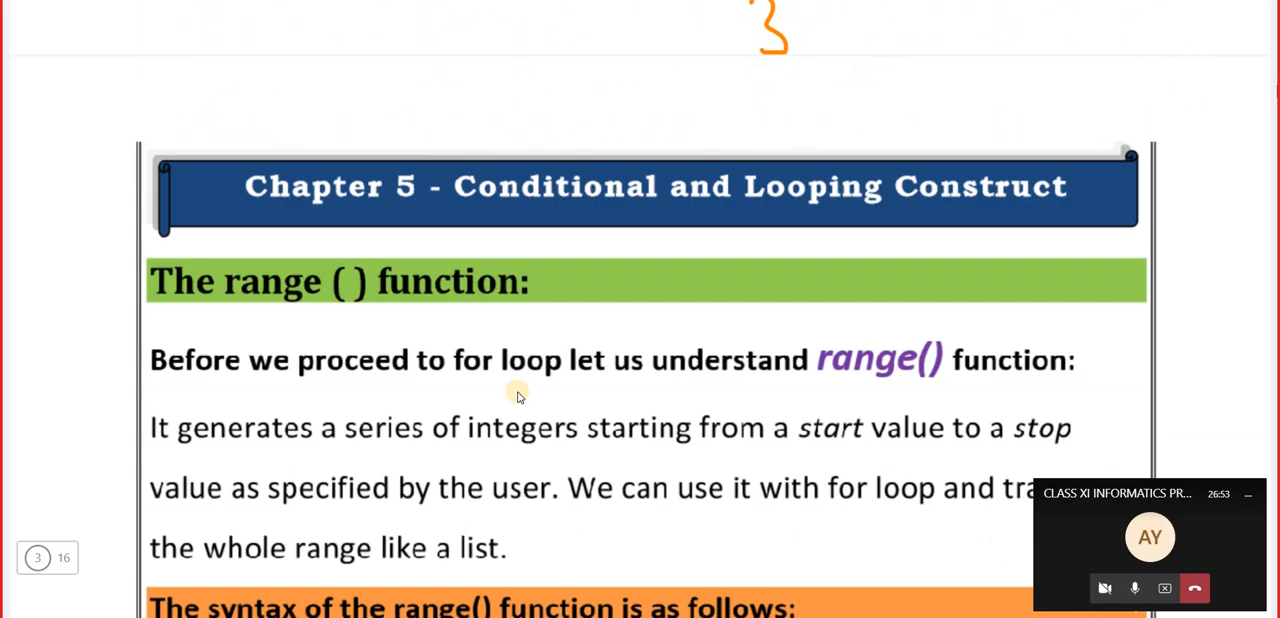 3
Chapter 5 - Conditional and Looping Construct
The range ( ) function:
Before we proceed to for loop let us understand range() function:
It generates a series of integers starting from a start value to a stop
value as specified by the user. We can use it with for loop and
the whole range like a list.
The syntax of the range() function is as follows:
3 16
CLASS XI INFORMATICS PR... 26:53
AY